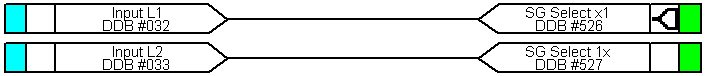 Input L1
DDB #032
SG Select x1
DDB #526
Input L2
DDB #033
SG Select 1x
DDB #527